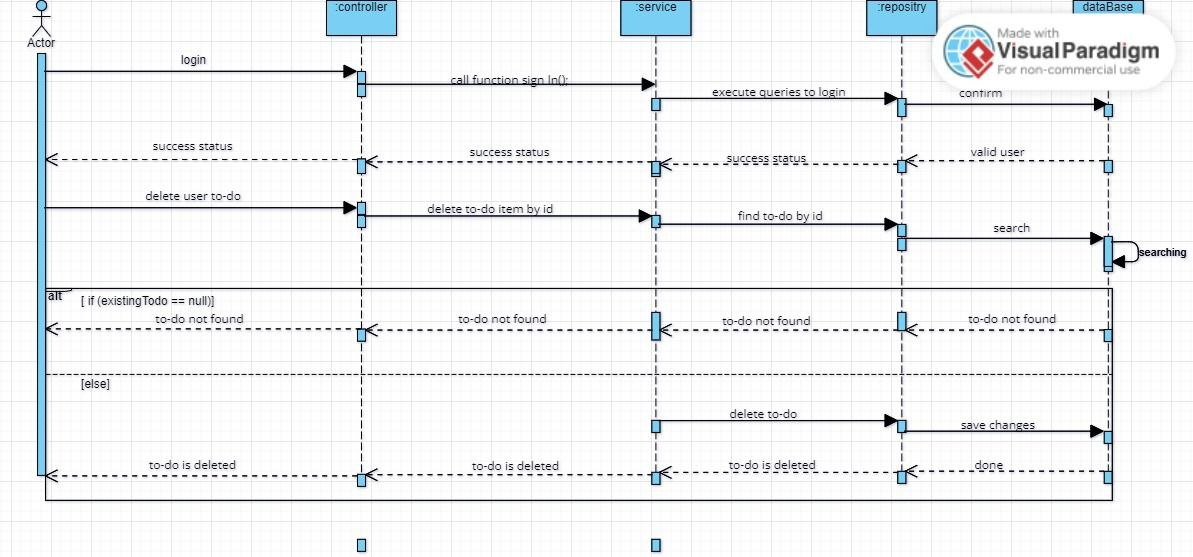 :controller
:service
:repositry
dataBase
Actor
Made with
VisualParadigm
For non-commercial use
login
call function sign In();
execute queries to login
confirm
success status
success status
success status
valid user
delete user to-do
delete to-do item by id
find to-do by id
search
searching
alt
[ if (existingTodo == null)]
to-do not found
to-do not found
to-do not found
to-do not found
[else]
delete to-do
save changes
to-do is deleted
to-do is deleted
to-do is deleted
done